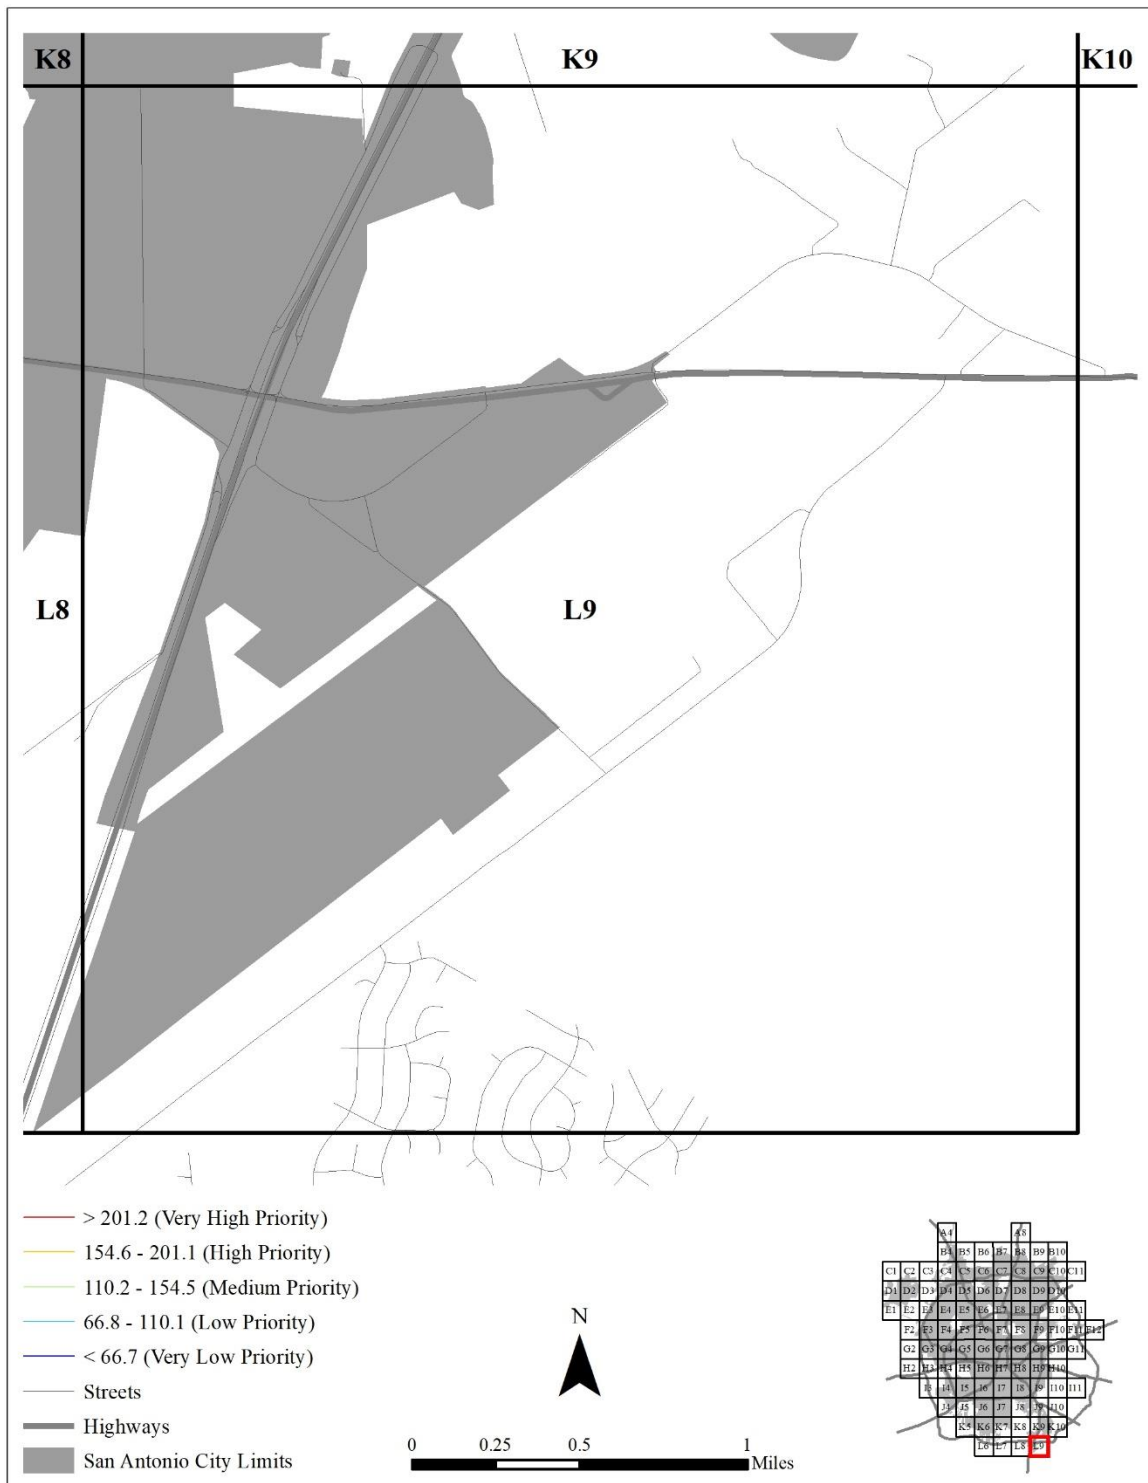 K8 K9 K10
L8 L9
> 201.2 (Very High Priority)
154.6 - 201.1 (High Priority)
110.2 - 154.5 (Medium Priority)
66.8 - 110.1 (Low Priority)
< 66.7 (Very Low Priority)
Streets
Highways
San Antonio City Limits
N
0 0.25 0.5 1
Miles
A4 A8
B4 B5 B6 B7 B8 B9 B10
C1 C2 C3 C4 C5 C6 C7 C8 C9 C10 C11
D1 D2 D3 D4 D5 D6 D7 D8 D9 D10
E1 E2 E3 E4 E5 E6 E7 E8 E9 E10 E11
F2 F3 F4 F5 F6 F7 F8 F9 F10 F11 F12
G2 G3 G4 G5 G6 G7 G8 G9 G10 G11
H2 H3 H4 H5 H6 H7 H8 H9 H10
I3 I4 I5 I6 I7 I8 I9 I10 I11
J4 J5 J6 J7 J8 J9 J10
K5 K6 K7 K8 K9 K10
L6 L7 L8 L9